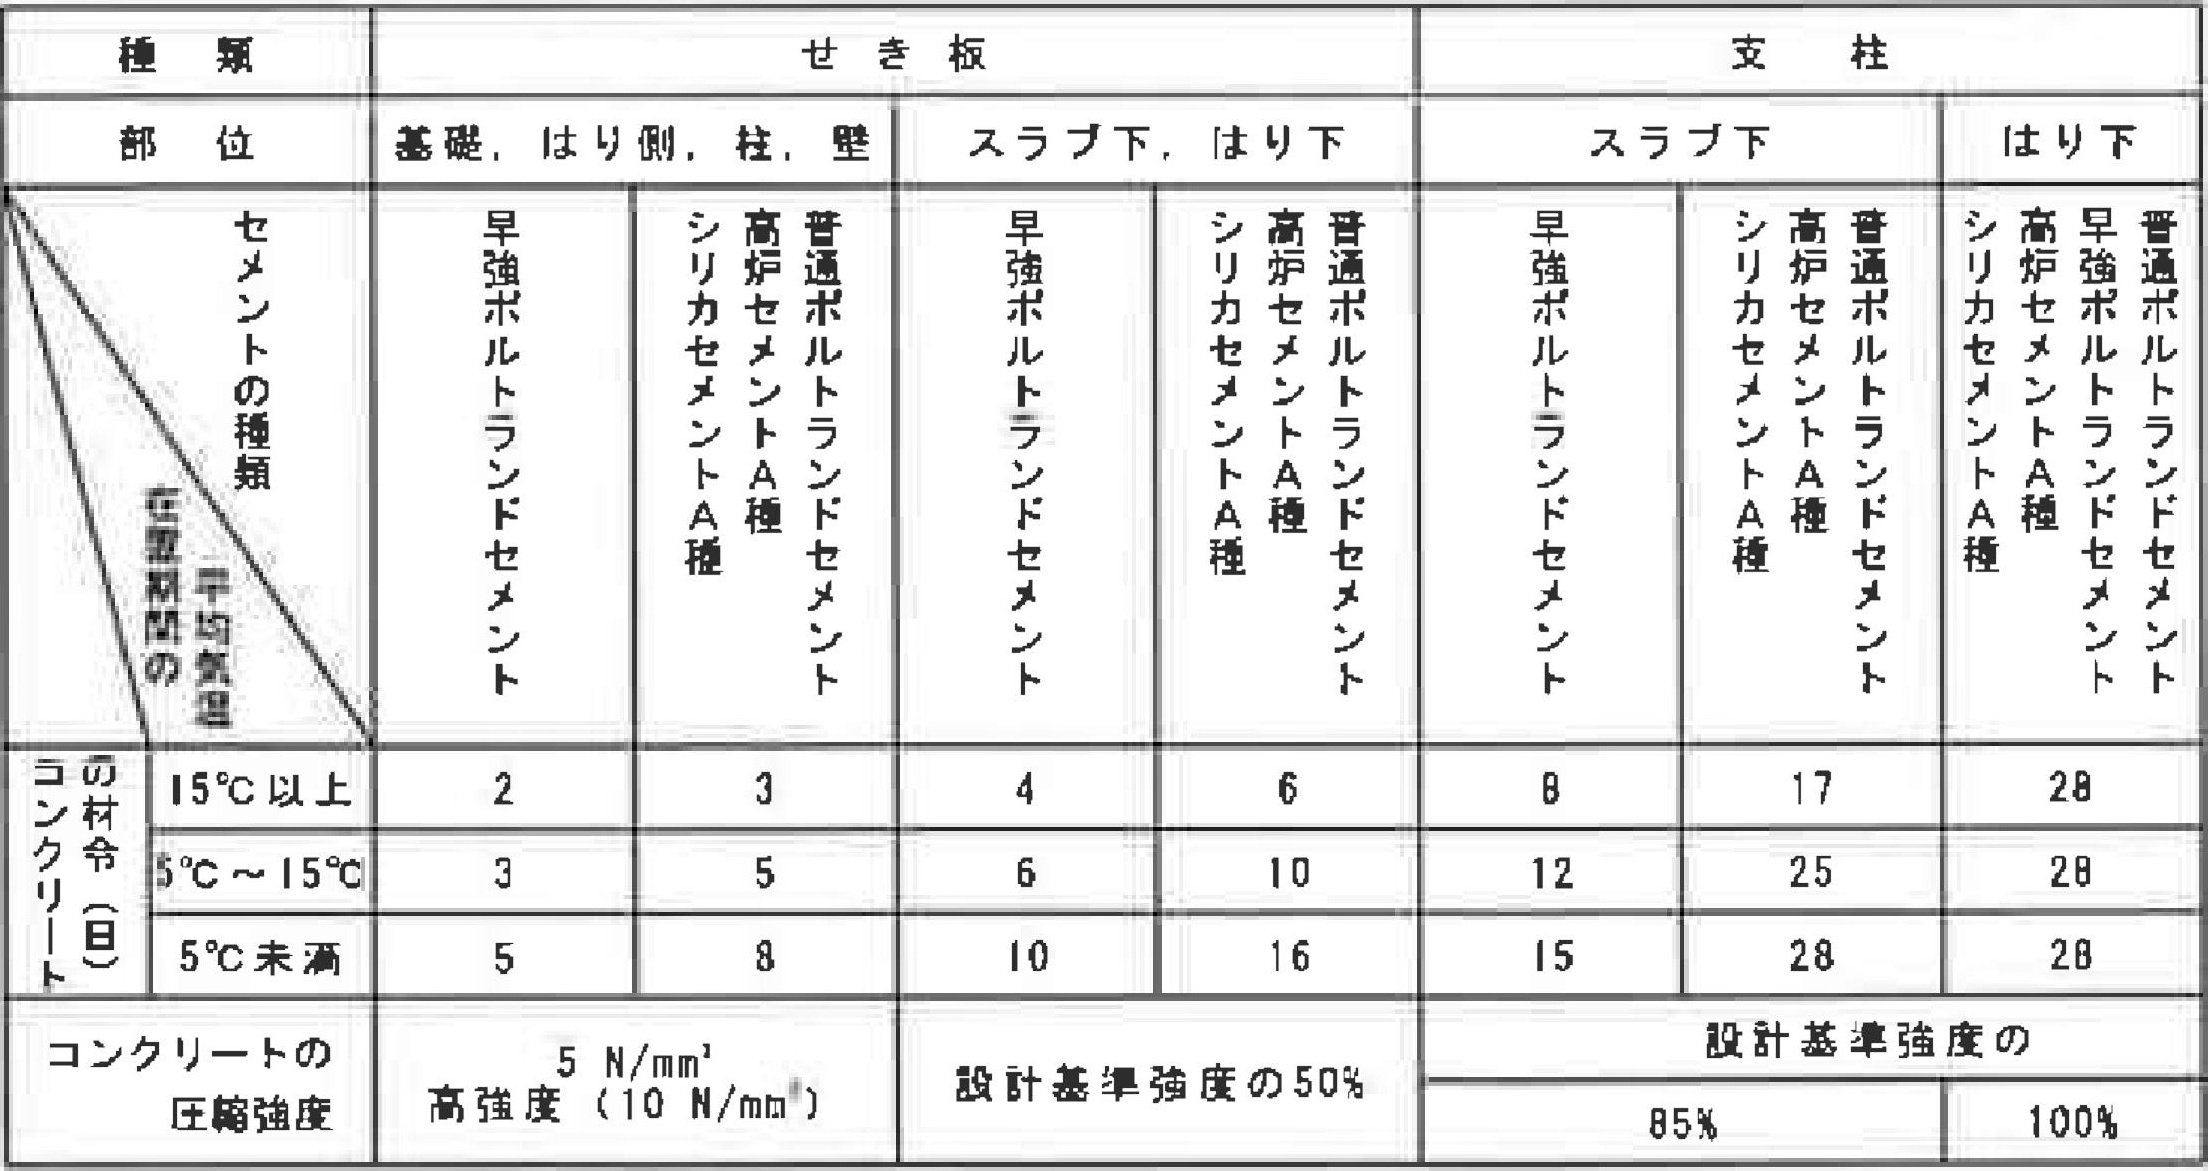 種類 せき板 支柱
部位 基礎，はり側，柱，壁 スラブ下，はり下 スラブ下 はり下
セメントの種類
存置期間の
平均気温
早強ポルトランドセメント
普通ポルトランドセメント
高炉セメントA種
シリカセメントA種
早強ポルトランドセメント
普通ポルトランドセメント
高炉セメントA種
シリカセメントA種
早強ポルトランドセメント
普通ポルトランドセメント
高炉セメントA種
シリカセメントA種
普通ポルトランドセメント
早強ポルトランドセメント
高炉セメントA種
シリカセメントA種
コンクリート
の材令（日）
15℃以上 2 3 4 6 8 17 28
5℃～15℃ 3 5 6 10 12 25 28
5℃未満 5 8 10 16 15 28 28
コンクリートの
圧縮強度
5 N/mm²
高強度（10 N/mm²）
設計基準強度の50%
設計基準強度の
85% 100%